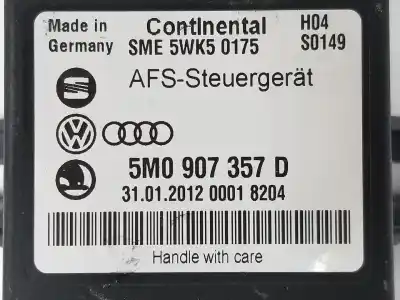 Made in Continental H04
Germany SME 5WK5 0175 S0149
AFS-Steuergerät
5M0 907 357 D
31.01.2012 0001 8204
Handle with care